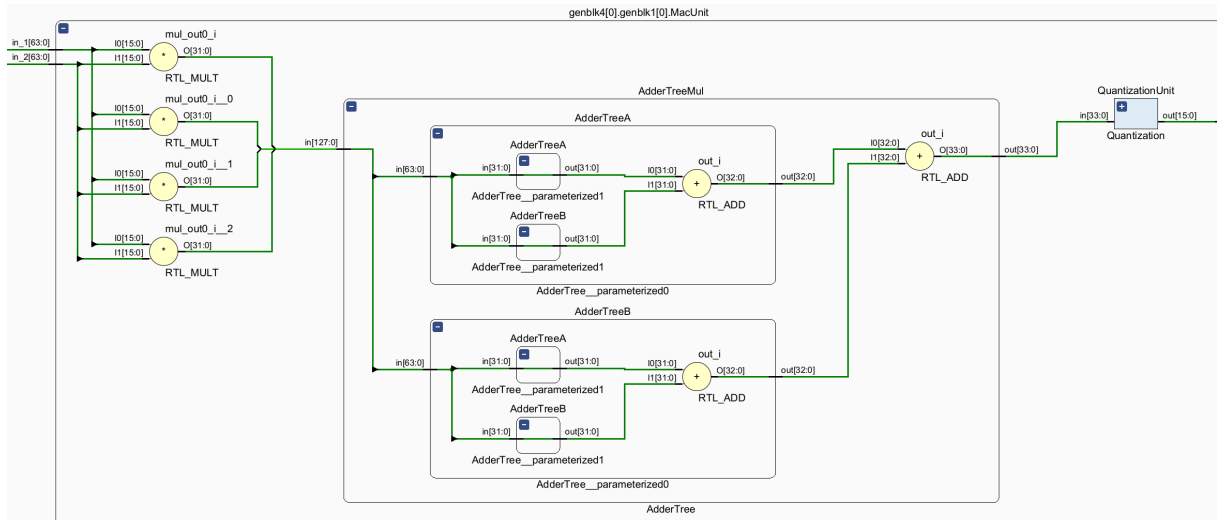 genblk4[0].genblk1[0].MacUnit
in_1[63:0]
in_2[63:0]
mul_out0_i
I0[15:0]
I1[15:0]
*
O[31:0]
RTL_MULT
mul_out0_i__0
I0[15:0]
I1[15:0]
*
O[31:0]
RTL_MULT
mul_out0_i__1
I0[15:0]
I1[15:0]
*
O[31:0]
RTL_MULT
mul_out0_i__2
I0[15:0]
I1[15:0]
*
O[31:0]
RTL_MULT
AdderTreeMul
in[127:0]
AdderTreeA
in[63:0]
AdderTreeA
in[31:0]
out[31:0]
AdderTree__parameterized1
AdderTreeB
in[31:0]
out[31:0]
AdderTree__parameterized1
out_i
I0[31:0]
I1[31:0]
+
O[32:0]
RTL_ADD
out[32:0]
AdderTree__parameterized0
AdderTreeB
in[63:0]
AdderTreeA
in[31:0]
out[31:0]
AdderTree__parameterized1
AdderTreeB
in[31:0]
out[31:0]
AdderTree__parameterized1
out_i
I0[31:0]
I1[31:0]
+
O[32:0]
RTL_ADD
out[32:0]
AdderTree__parameterized0
out_i
I0[32:0]
I1[32:0]
+
O[33:0]
RTL_ADD
out[33:0]
AdderTree
QuantizationUnit
in[33:0]
out[15:0]
Quantization